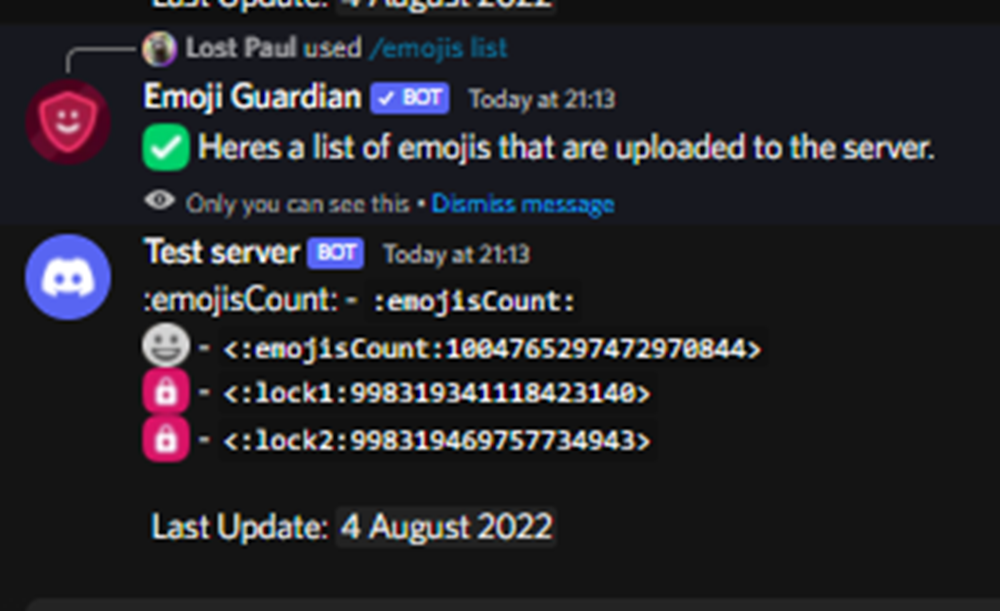 Last Update: 4 August 2022
Lost Paul used /emojis list
Emoji Guardian ✓ BOT Today at 21:13
Heres a list of emojis that are uploaded to the server.
Only you can see this • Dismiss message
Test server BOT Today at 21:13
:emojisCount: - :emojisCount:
- <:emojisCount:1004765297472970844>
- <:lock1:998319341118423140>
- <:lock2:998319469757734943>
Last Update: 4 August 2022